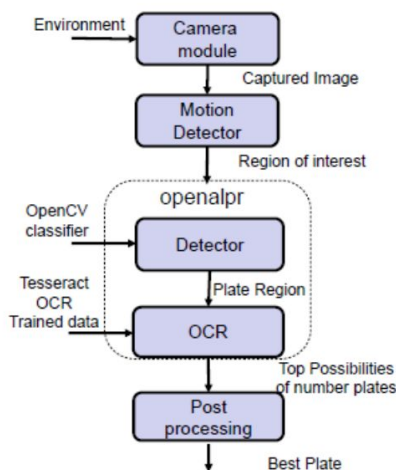 Environment
Camera
module
Captured Image
Motion
Detector
Region of interest
openalpr
OpenCV
classifier
Detector
Plate Region
Tesseract
OCR
Trained data
OCR
Top Possibilities
of number plates
Post
processing
Best Plate